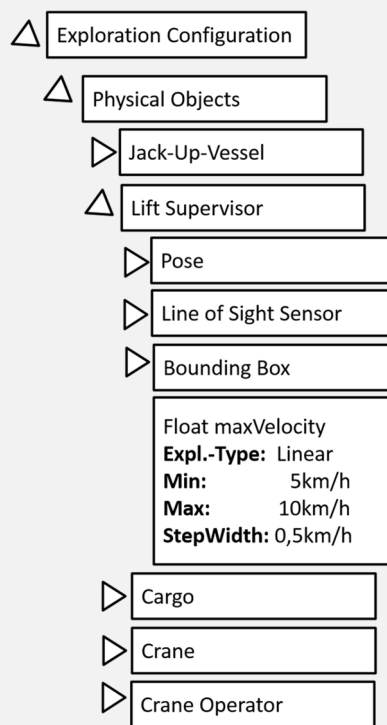 Exploration Configuration
Physical Objects
Jack-Up-Vessel
Lift Supervisor
Pose
Line of Sight Sensor
Bounding Box
Float maxVelocity
Expl.-Type: Linear
Min: 5km/h
Max: 10km/h
StepWidth: 0,5km/h
Cargo
Crane
Crane Operator